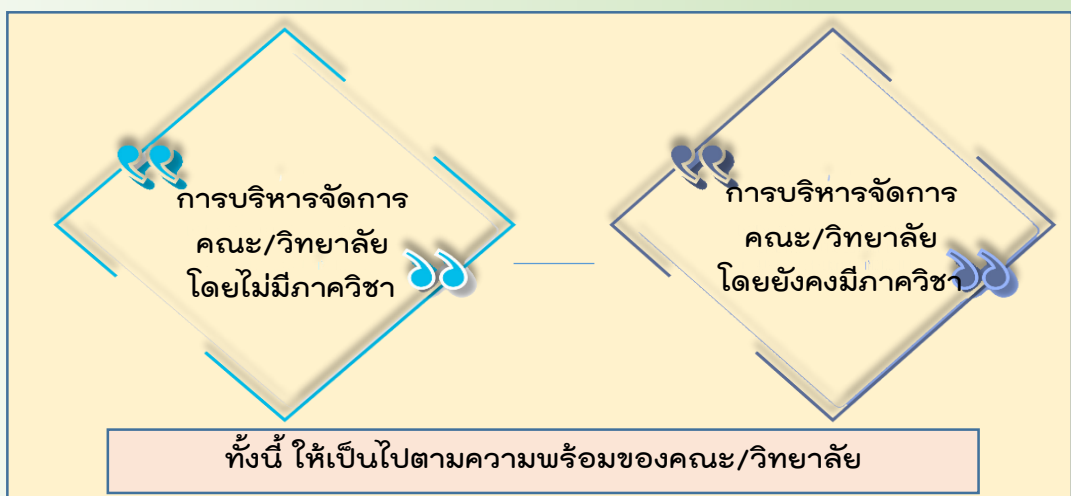 การบริหารจัดการ
คณะ/วิทยาลัย
โดยไม่มีภาควิชา
การบริหารจัดการ
คณะ/วิทยาลัย
โดยยังคงมีภาควิชา
ทั้งนี้ ให้เป็นไปตามความพร้อมของคณะ/วิทยาลัย